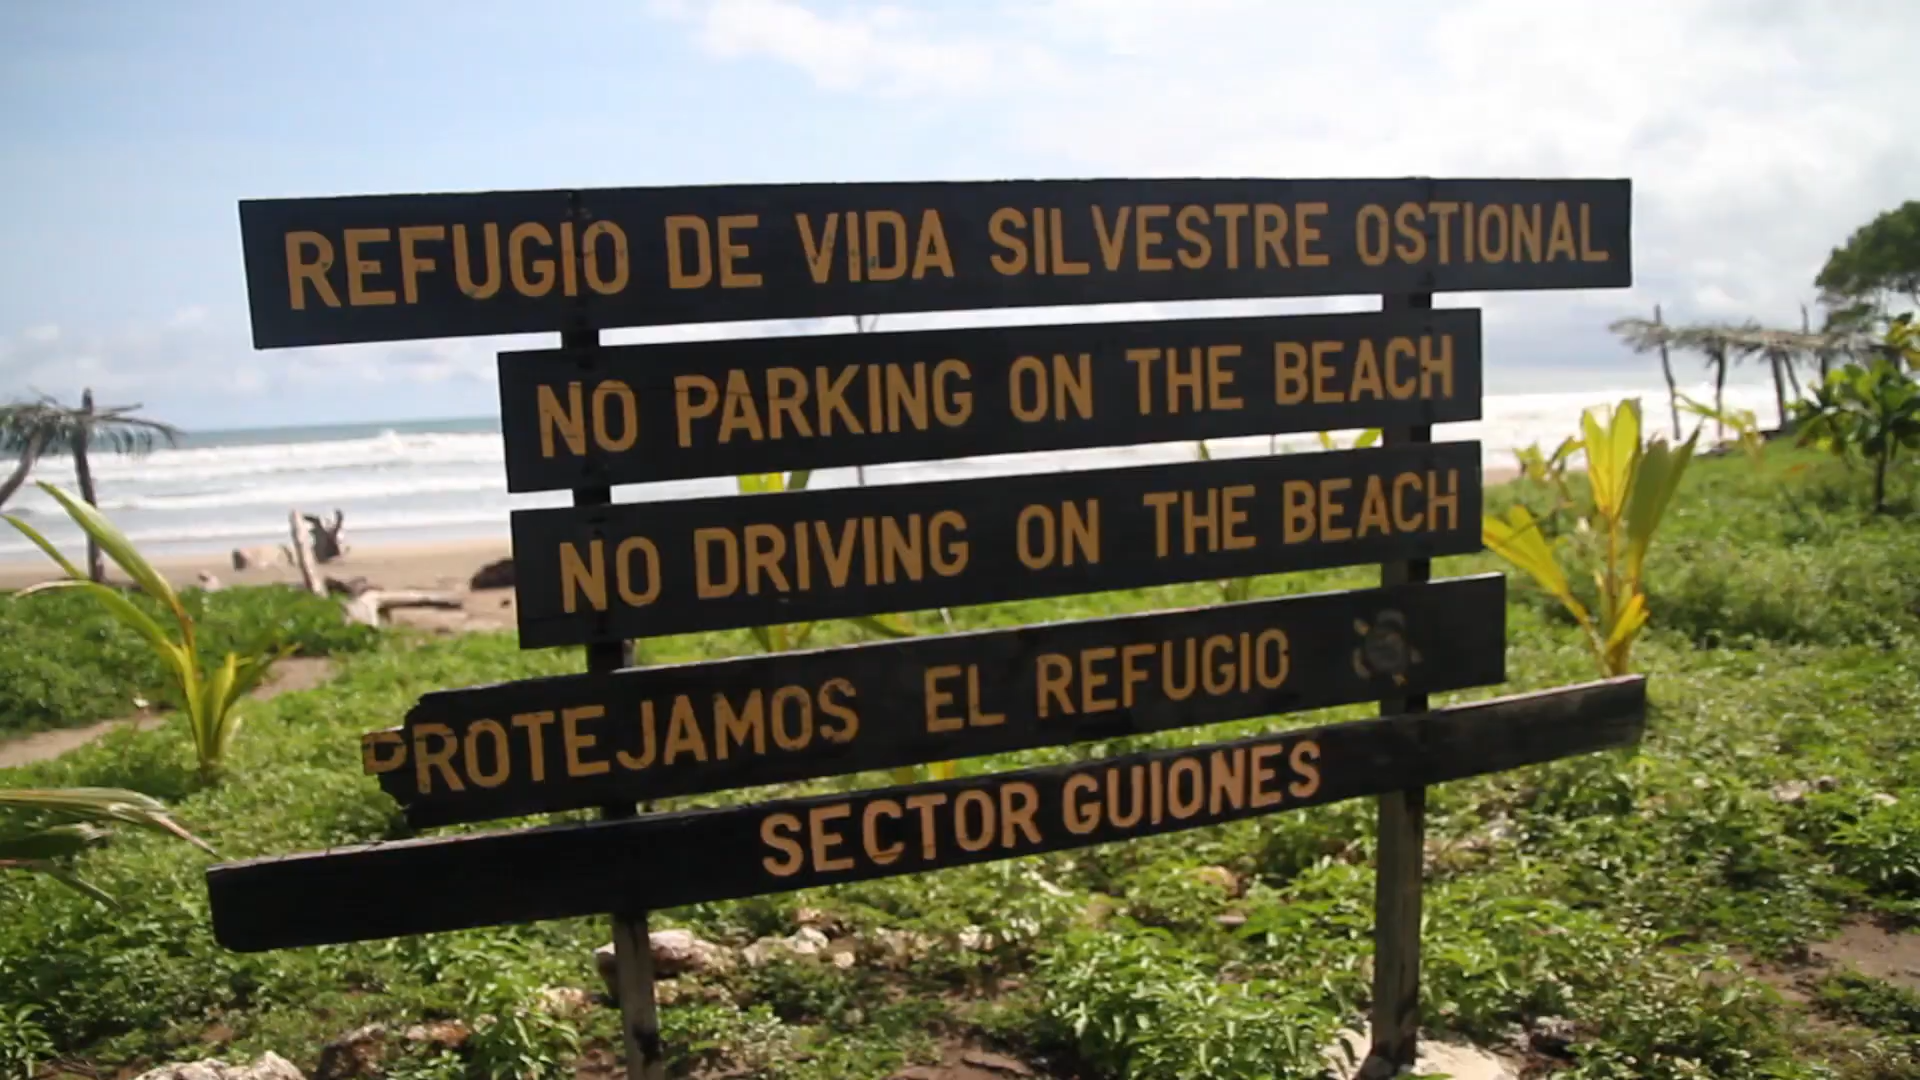 REFUGIO DE VIDA SILVESTRE OSTIONAL
NO PARKING ON THE BEACH
NO DRIVING ON THE BEACH
PROTEJAMOS EL REFUGIO
SECTOR GUIONES